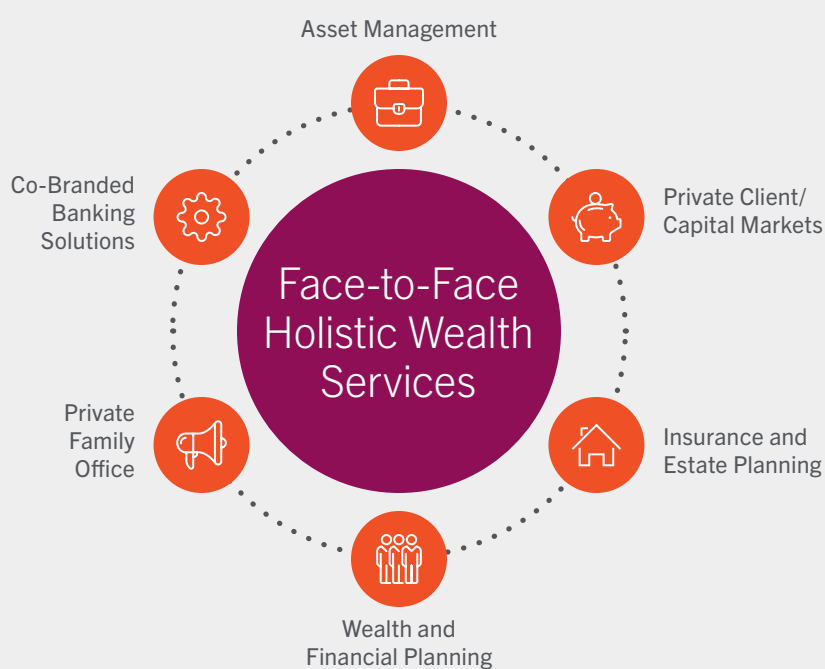 Asset Management
Private Client/
Capital Markets
Insurance and
Estate Planning
Wealth and
Financial Planning
Private
Family
Office
Co-Branded
Banking
Solutions
Face-to-Face
Holistic Wealth
Services